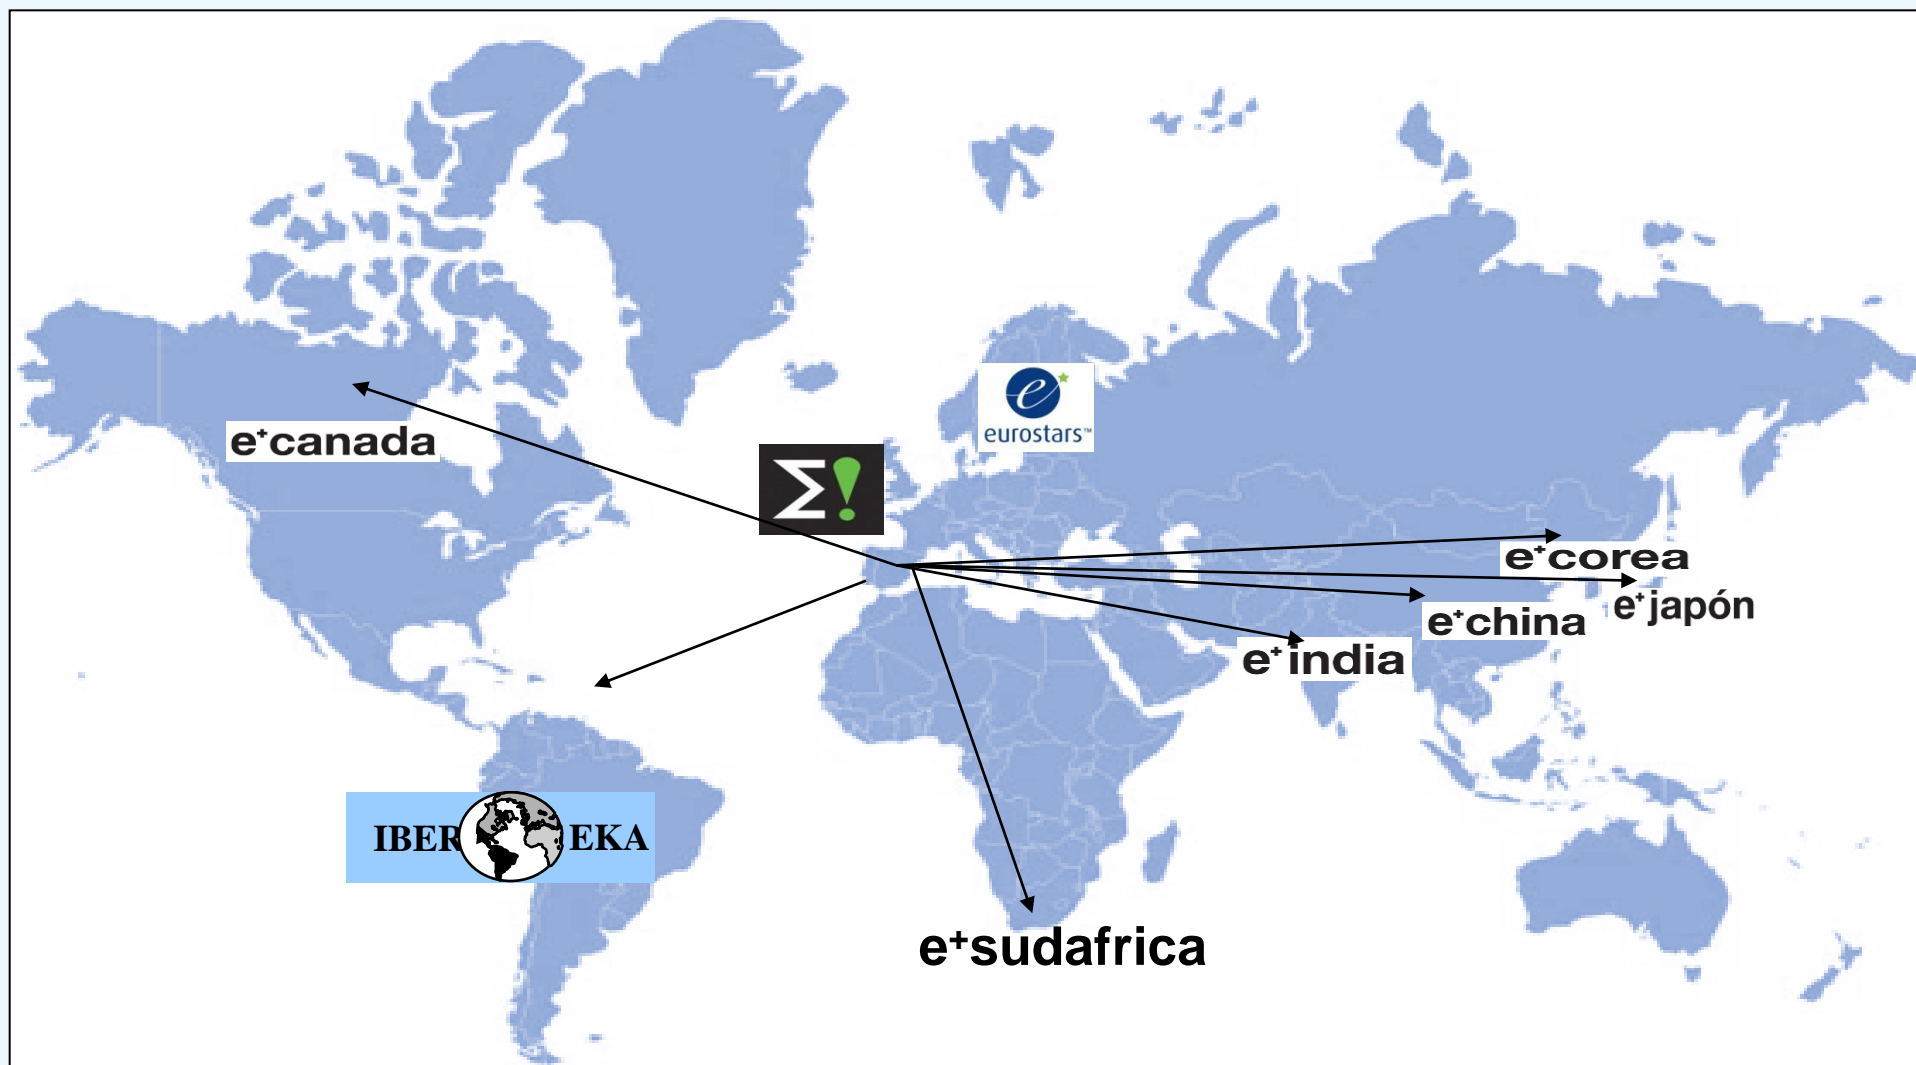 eurostars™
e+canada
Σ!
e+corea
e+japón
e+china
e+india
IBER EKA
e+sudafrica